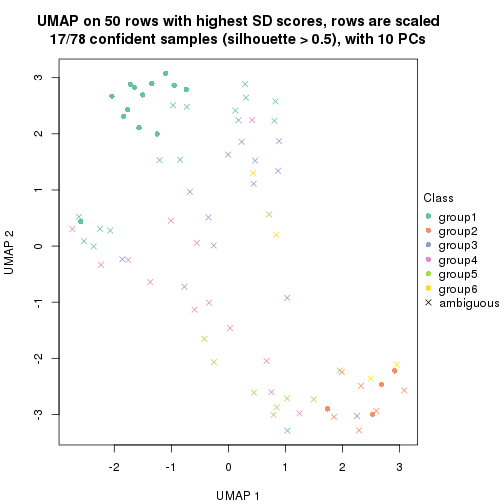 UMAP on 50 rows with highest SD scores, rows are scaled
17/78 confident samples (silhouette > 0.5), with 10 PCs
3
2
1
0
-1
-2
-3
UMAP 2
-2
-1
0
1
2
3
UMAP 1
Class
group1
group2
group3
group4
group5
group6
ambiguous